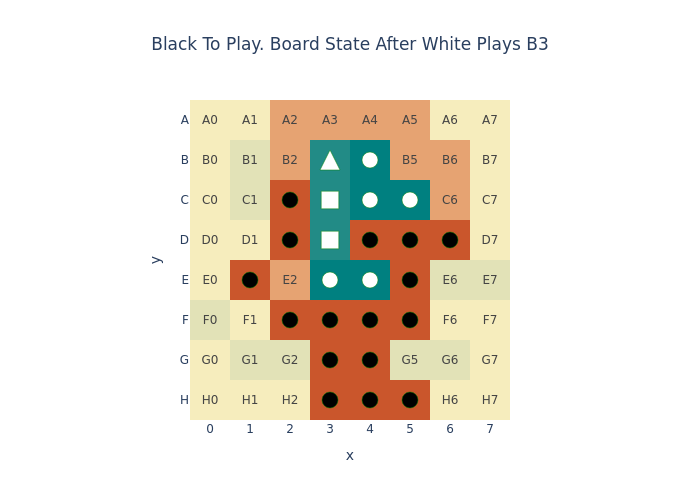 Black To Play. Board State After White Plays B3
A A0 A1 A2 A3 A4 A5 A6 A7
B B0 B1 B2 B5 B6 B7
C C0 C1 C6 C7
D D0 D1 D7
y
E E0 E2 E6 E7
F F0 F1 F6 F7
G G0 G1 G2 G5 G6 G7
H H0 H1 H2 H6 H7
0 1 2 3 4 5 6 7
x